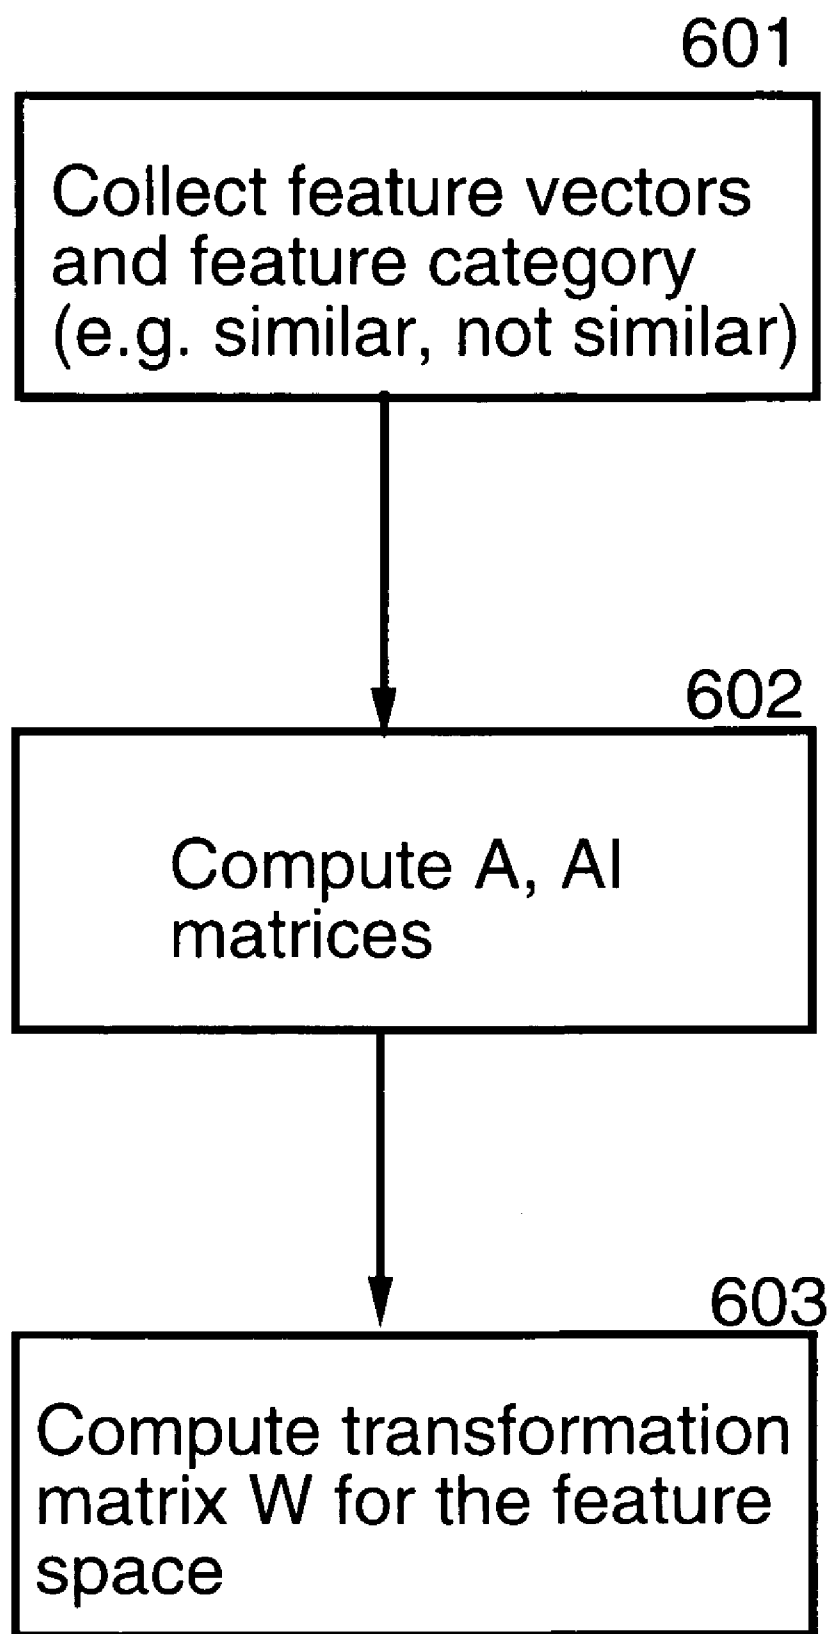 601
Collect feature vectors
and feature category
(e.g. similar, not similar)
602
Compute A, AI
matrices
603
Compute transformation
matrix W for the feature
space